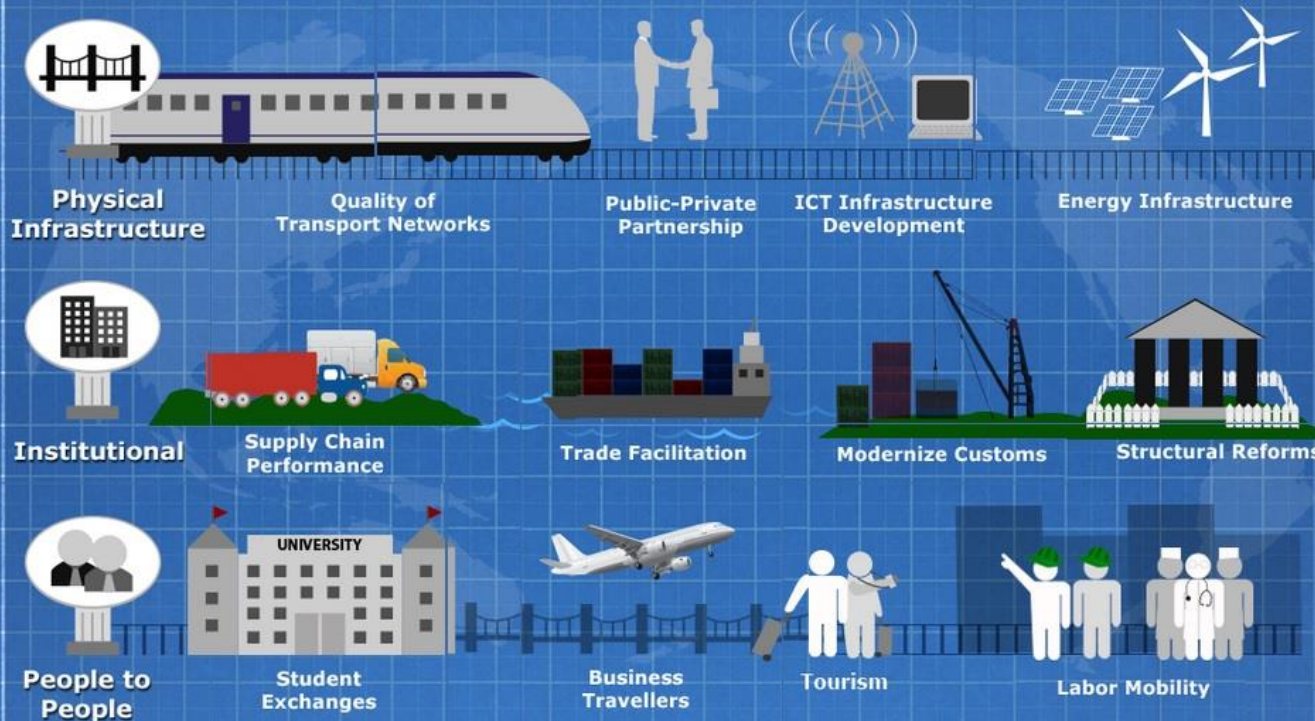 Physical
Infrastructure
Quality of
Transport Networks
Public-Private
Partnership
ICT Infrastructure
Development
Energy Infrastructure
Institutional
Supply Chain
Performance
Trade Facilitation
Modernize Customs
Structural Reforms
UNIVERSITY
People to
People
Student
Exchanges
Business
Travellers
Tourism
Labor Mobility